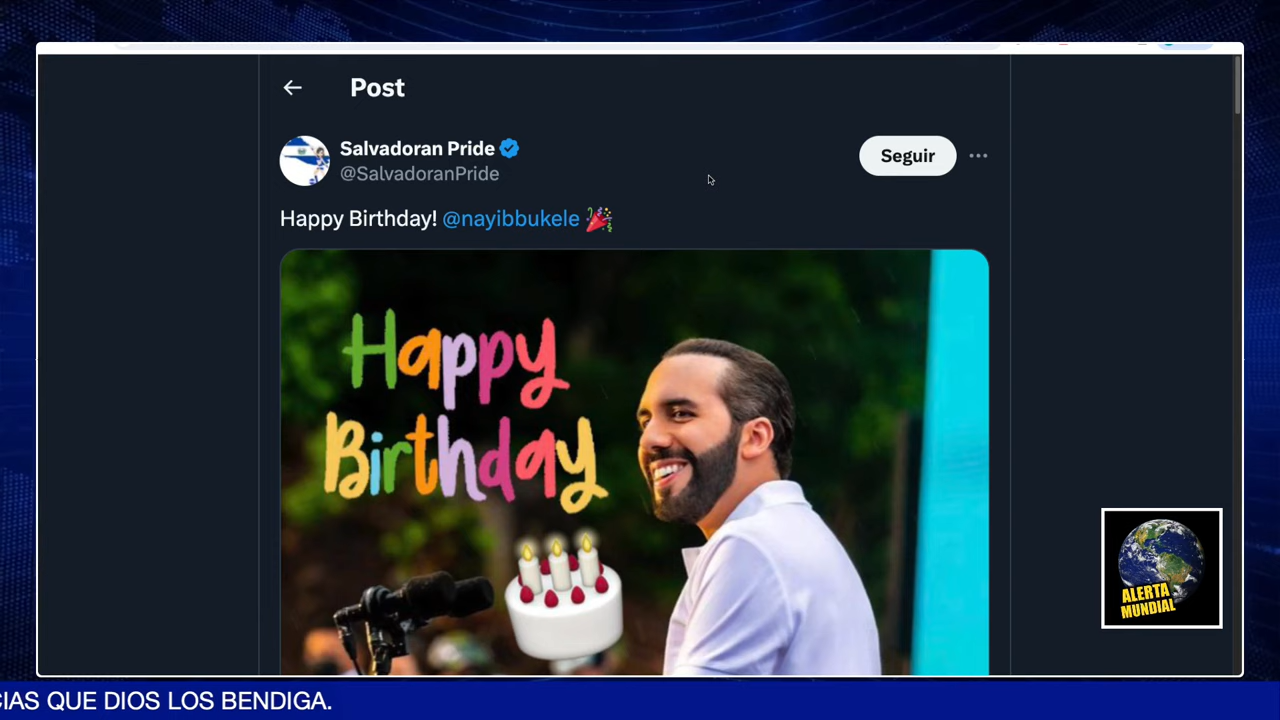 Post
Salvadoran Pride
@SalvadoranPride
Seguir
Happy Birthday! @nayibbukele
Happy
Birthday
ALERTA
MUNDIAL
CIAS QUE DIOS LOS BENDIGA.